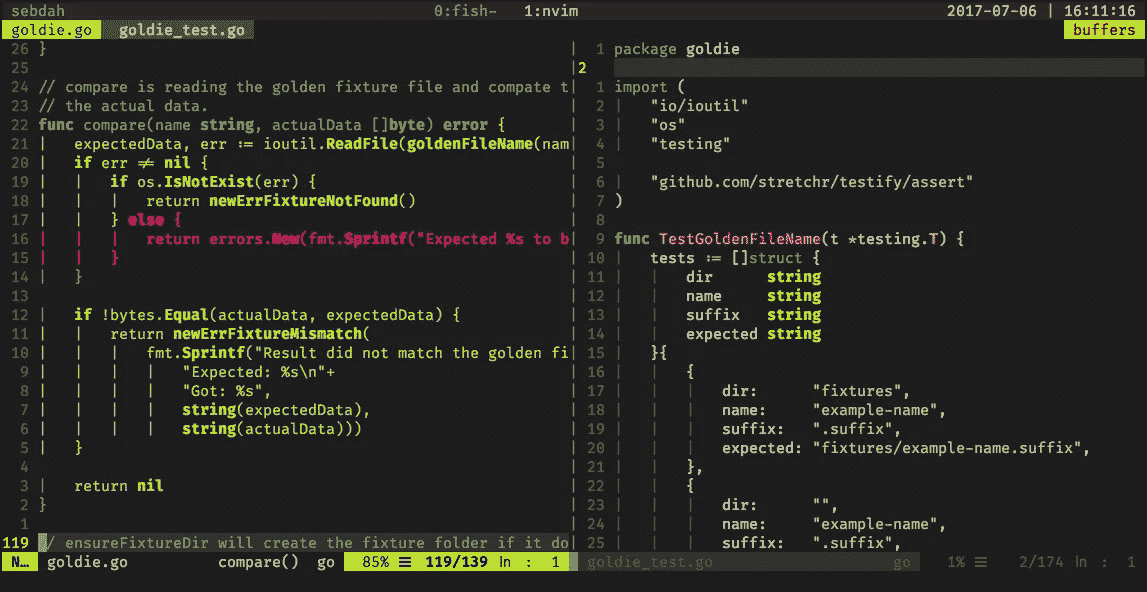 sebdah 0:fish- 1:nvim 2017-07-06 | 16:11:16
goldie.go goldie_test.go buffers
26 }
25
24 // compare is reading the golden fixture file and compate t
23 // the actual data.
22 func compare(name string, actualData []byte) error {
21 expectedData, err := ioutil.ReadFile(goldenFileName(nam
20 if err ≠ nil {
19 if os.IsNotExist(err) {
18 return newErrFixtureNotFound()
17 } else {
16 return errors.New(fmt.Sprintf("Expected %s to b
15 }
14 }
13
12 if !bytes.Equal(actualData, expectedData) {
11 return newErrFixtureMismatch(
10 fmt.Sprintf("Result did not match the golden fi
9 "Expected: %s\n"+
8 "Got: %s",
7 string(expectedData),
6 string(actualData)))
5 }
4
3 return nil
2 }
1
119 // ensureFixtureDir will create the fixture folder if it do
N… goldie.go compare() go 85% ☰ 119/139 ln : 1
1 package goldie
2
1 import (
2 "io/ioutil"
3 "os"
4 "testing"
5
6 "github.com/stretchr/testify/assert"
7 )
8
9 func TestGoldenFileName(t *testing.T) {
10 tests := []struct {
11 dir string
12 name string
13 suffix string
14 expected string
15 }{
16 {
17 dir: "fixtures",
18 name: "example-name",
19 suffix: ".suffix",
20 expected: "fixtures/example-name.suffix",
21 },
22 {
23 dir: "",
24 name: "example-name",
25 suffix: ".suffix",
goldie_test.go go 1% ☰ 2/174 ln : 1